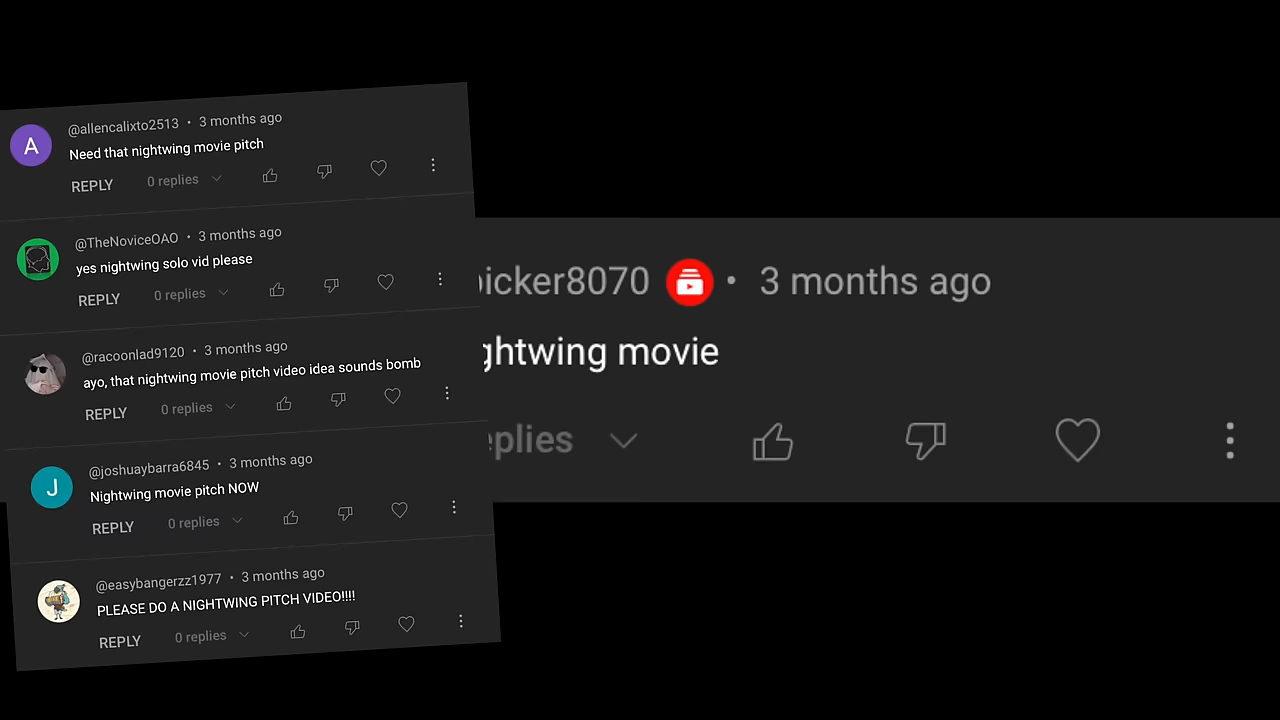 A
@allencalixto2513 • 3 months ago
Need that nightwing movie pitch
REPLY 0 replies
@TheNoviceOAO • 3 months ago
yes nightwing solo vid please
REPLY 0 replies
@racoonlad9120 • 3 months ago
ayo, that nightwing movie pitch video idea sounds bomb
REPLY 0 replies
J
@joshuaybarra6845 • 3 months ago
Nightwing movie pitch NOW
REPLY 0 replies
@easybangerzz1977 • 3 months ago
PLEASE DO A NIGHTWING PITCH VIDEO!!!!
REPLY 0 replies
icker8070 • 3 months ago
ghtwing movie
eplies